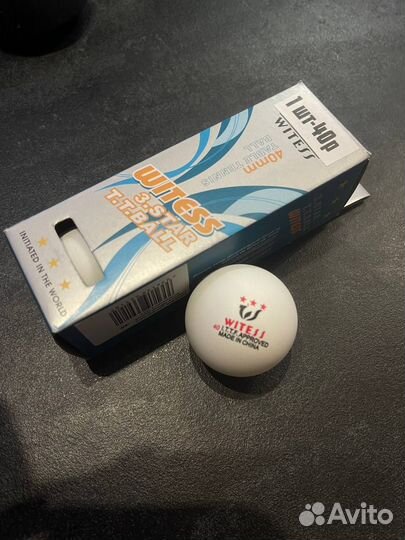 1 шт-40р
WITESS
40mm
TABLE TENNIS
BALL
WITESS
3-STAR
T.T.BALL
INITIATED IN THE WORLD
WITESS
40 I.T.T.F. APPROVED
MADE IN CHINA
Avito